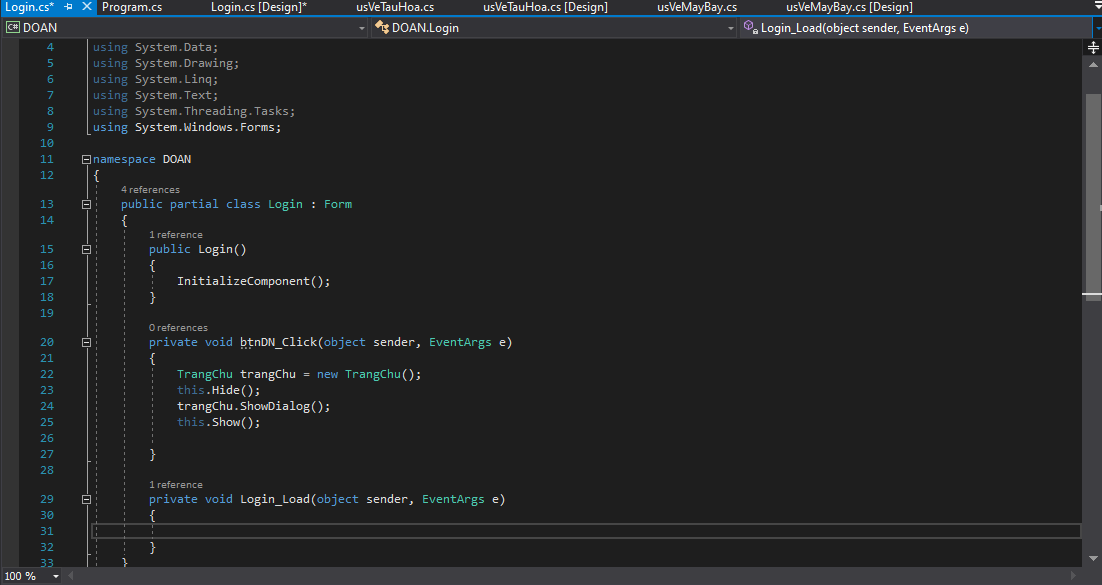 Login.cs*
Program.cs
Login.cs [Design]*
usVeTauHoa.cs
usVeTauHoa.cs [Design]
usVeMayBay.cs
usVeMayBay.cs [Design]
C# DOAN
DOAN.Login
Login_Load(object sender, EventArgs e)
4 using System.Data;
5 using System.Drawing;
6 using System.Linq;
7 using System.Text;
8 using System.Threading.Tasks;
9 using System.Windows.Forms;
10
11 namespace DOAN
12 {
4 references
13 public partial class Login : Form
14 {
1 reference
15 public Login()
16 {
17 InitializeComponent();
18 }
19
0 references
20 private void btnDN_Click(object sender, EventArgs e)
21 {
22 TrangChu trangChu = new TrangChu();
23 this.Hide();
24 trangChu.ShowDialog();
25 this.Show();
26
27 }
28
1 reference
29 private void Login_Load(object sender, EventArgs e)
30 {
31
32 }
33 }
100 %